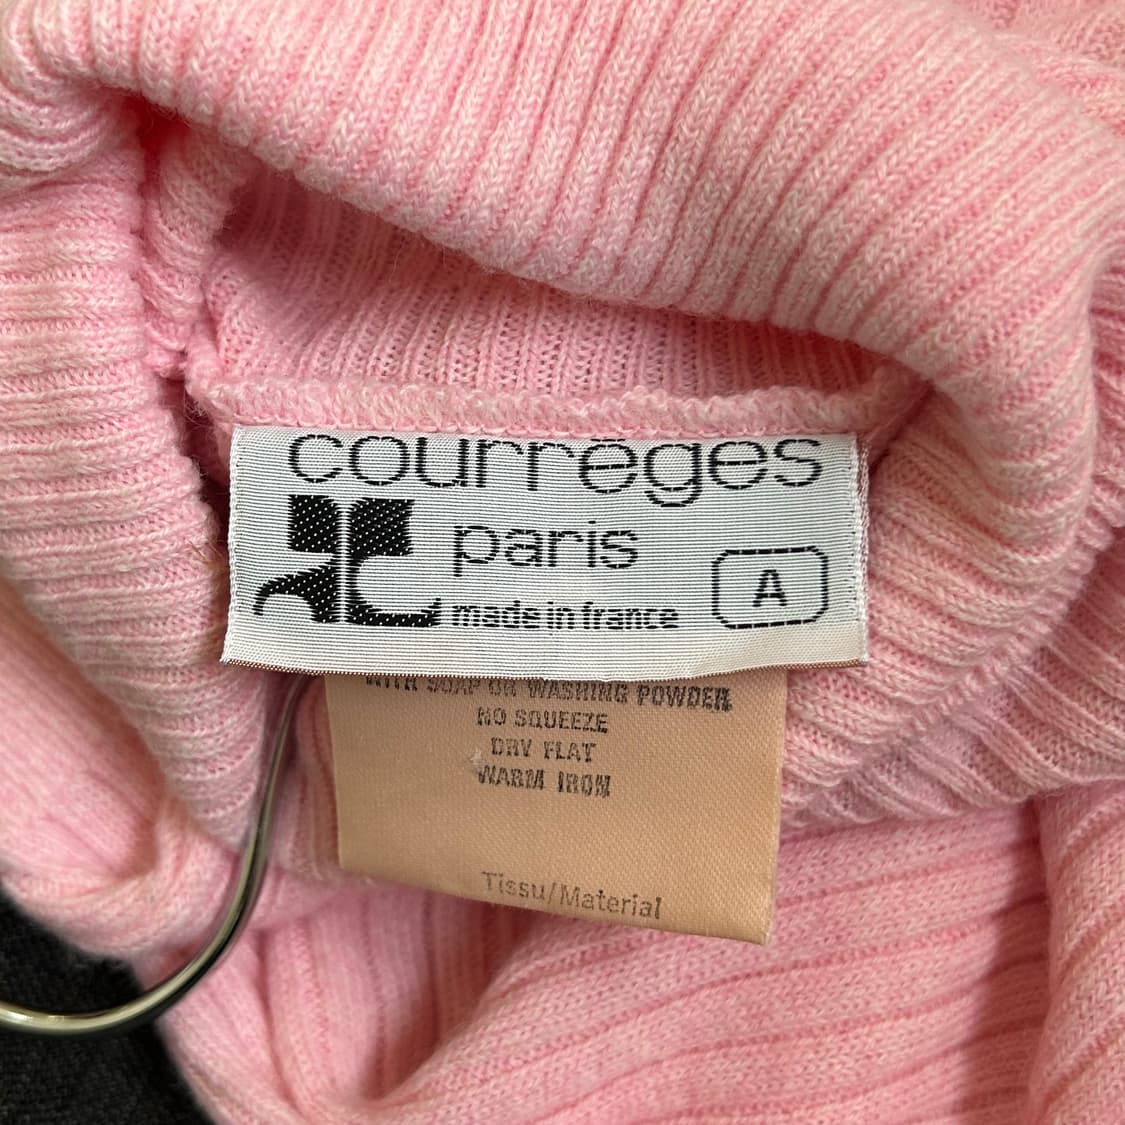 courrèges
paris
made in france
A
WITH SOAP OR WASHING POWDER
NO SQUEEZE
DRY FLAT
WARM IRON
Tissu/Material